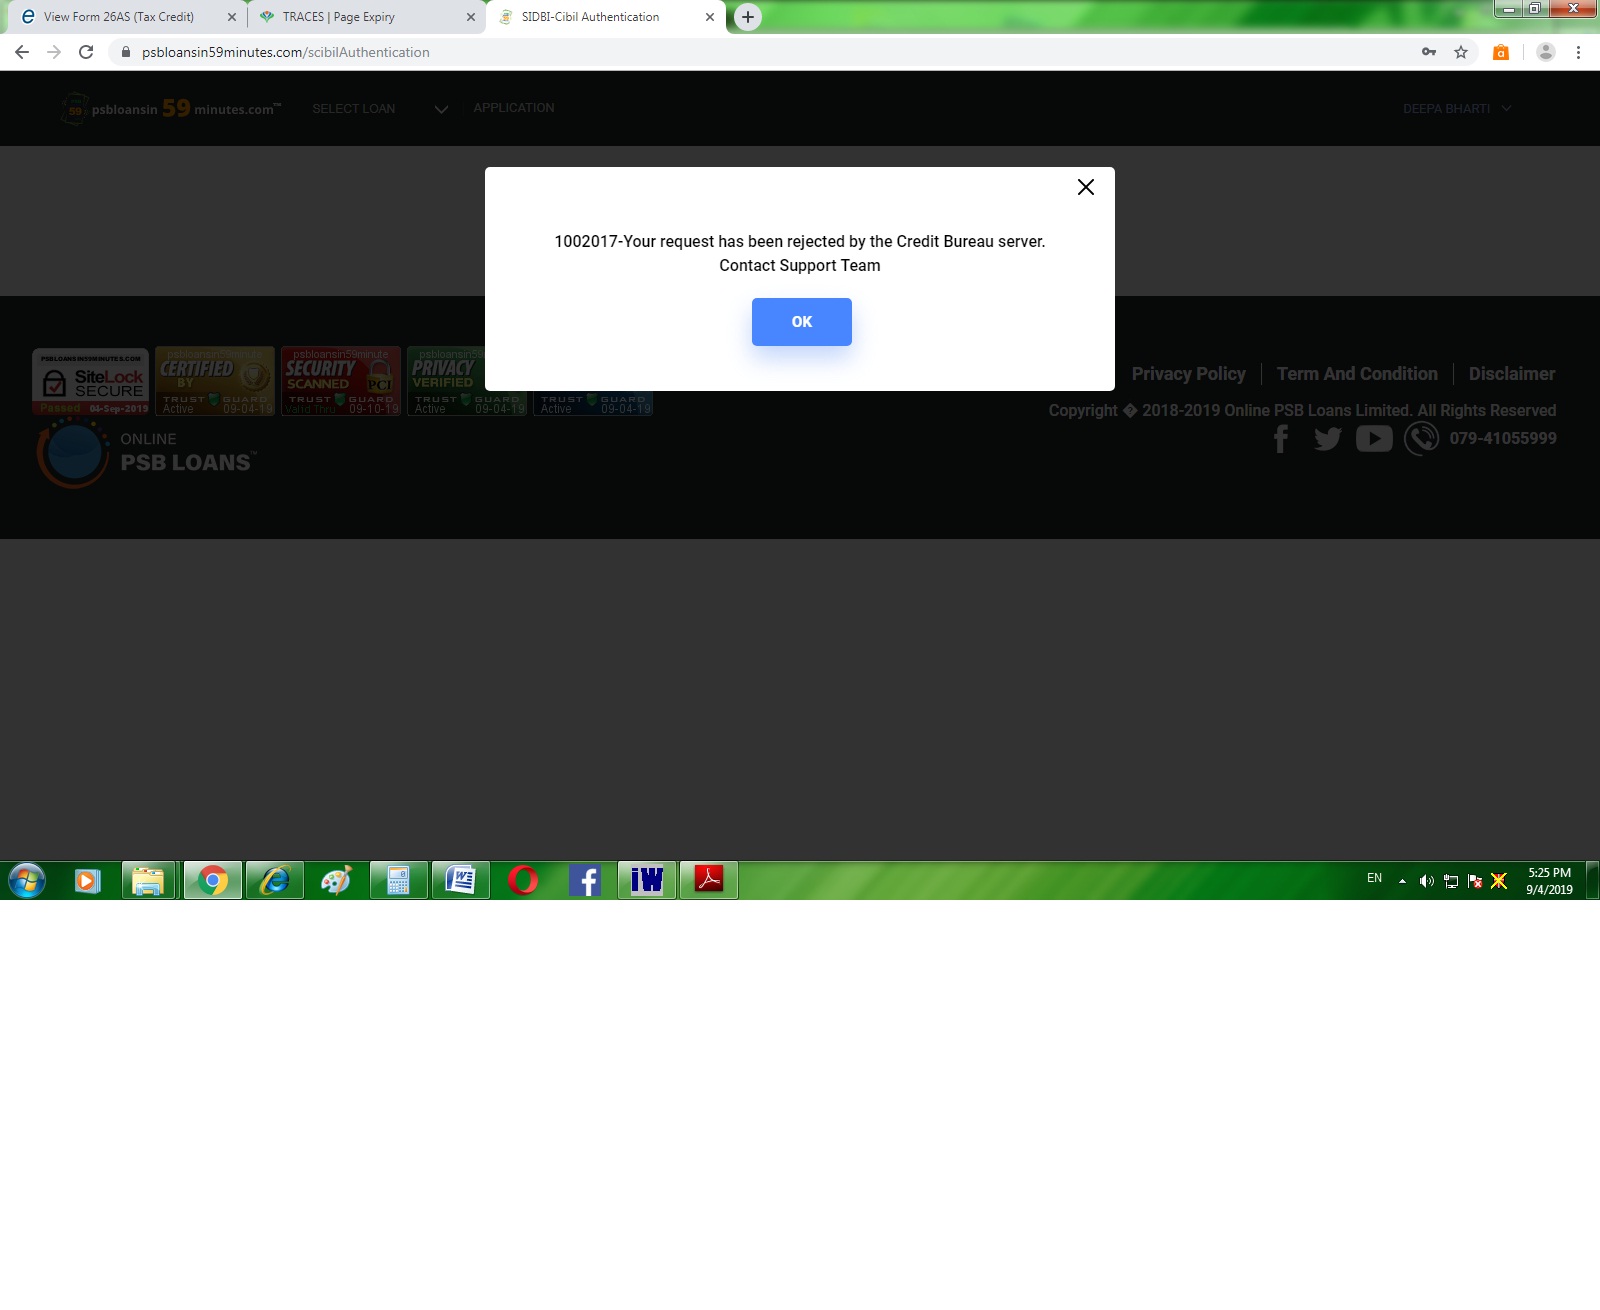 View Form 26AS (Tax Credit)
TRACES | Page Expiry
SIDBI-Cibil Authentication
psbloansin59minutes.com/scibilAuthentication
59 psbloansin 59 minutes.com™
SELECT LOAN
APPLICATION
DEEPA BHARTI
1002017-Your request has been rejected by the Credit Bureau server.
Contact Support Team
OK
PSBLOANSIN59MINUTES.COM
SiteLock
SECURE
Passed 04-Sep-2019
psbloansin59minute
CERTIFIED
BY
TRUST GUARD
Active 09-04-19
psbloansin59minute
SECURITY
SCANNED PCI
TRUST GUARD
Valid Thru 09-10-19
psbloansin59
PRIVACY
VERIFIED
TRUST GUARD
Active 09-04-19
TRUST GUARD
Active 09-04-19
Privacy Policy | Term And Condition | Disclaimer
Copyright � 2018-2019 Online PSB Loans Limited. All Rights Reserved
079-41055999
ONLINE
PSB LOANS™
iW
EN
5:25 PM
9/4/2019